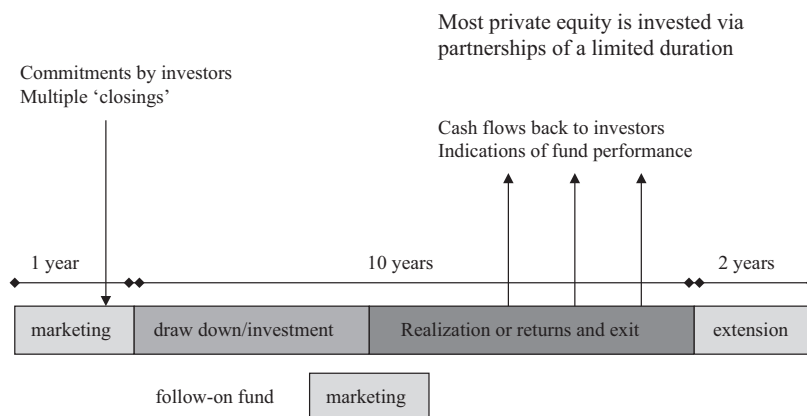 Most private equity is invested via
partnerships of a limited duration
Commitments by investors
Multiple ‘closings’
Cash flows back to investors
Indications of fund performance
1 year
10 years
2 years
marketing
draw down/investment
Realization or returns and exit
extension
follow-on fund
marketing